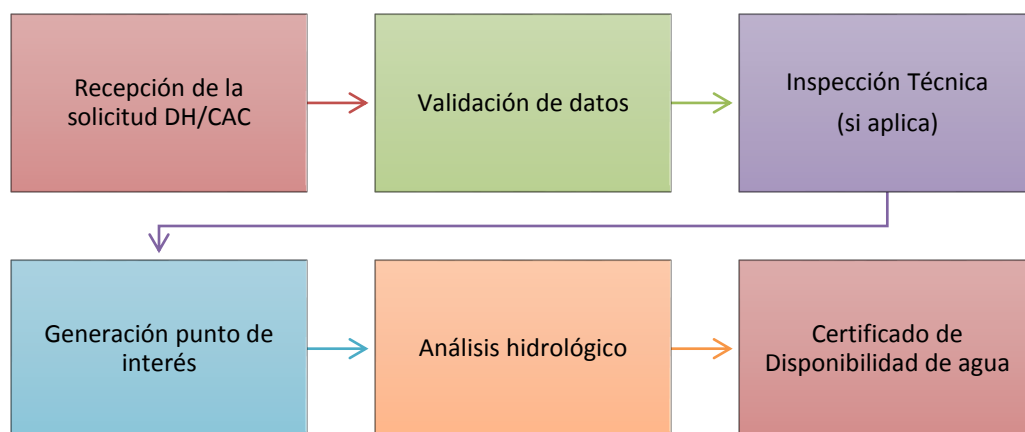 Recepción de la
solicitud DH/CAC
Validación de datos
Inspección Técnica
(si aplica)
Generación punto de
interés
Análisis hidrológico
Certificado de
Disponibilidad de agua